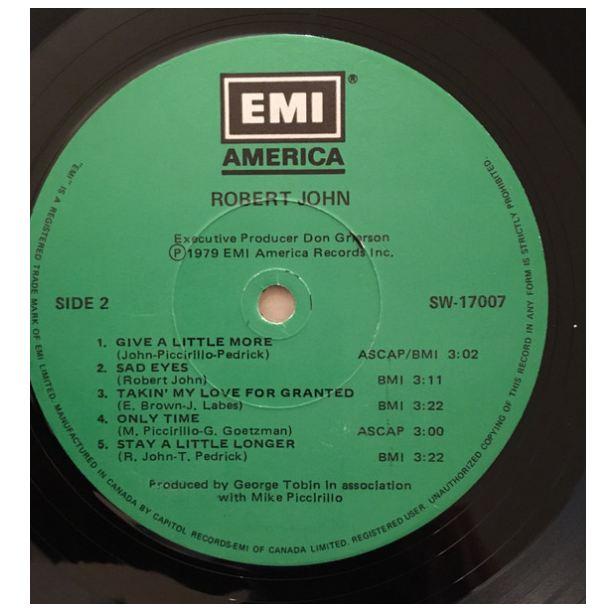 EMI®
AMERICA
ROBERT JOHN
Executive Producer Don Grierson
Ⓟ1979 EMI America Records Inc.
SIDE 2
SW-17007
1. GIVE A LITTLE MORE
(John-Piccirillo-Pedrick) ASCAP/BMI 3:02
2. SAD EYES
(Robert John) BMI 3:11
3. TAKIN' MY LOVE FOR GRANTED
(E. Brown-J. Labes) BMI 3:22
4. ONLY TIME
(M. Piccirillo-G. Goetzman) ASCAP 3:00
5. STAY A LITTLE LONGER
(R. John-T. Pedrick) BMI 3:22
Produced by George Tobin in association
with Mike Piccirillo
"EMI" IS A REGISTERED TRADE MARK OF EMI LIMITED. MANUFACTURED IN CANADA BY CAPITOL RECORDS-EMI OF CANADA LIMITED. REGISTERED USER. UNAUTHORIZED COPYING OF THIS RECORD IN ANY FORM IS STRICTLY PROHIBITED.